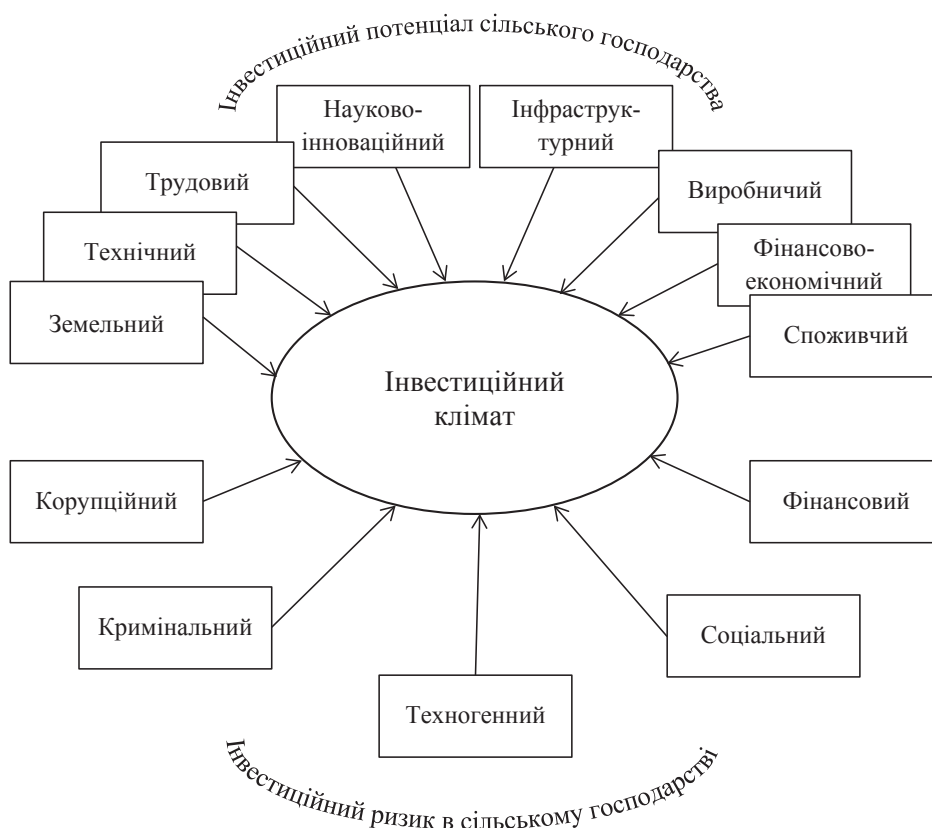 Інвестиційний потенціал сільського господарства
Науково-
інноваційний
Інфраструк-
турний
Трудовий
Виробничий
Технічний
Фінансово-
економічний
Земельний
Споживчий
Інвестиційний
клімат
Корупційний
Фінансовий
Кримінальний
Соціальний
Техногенний
Інвестиційний ризик в сільському господарстві